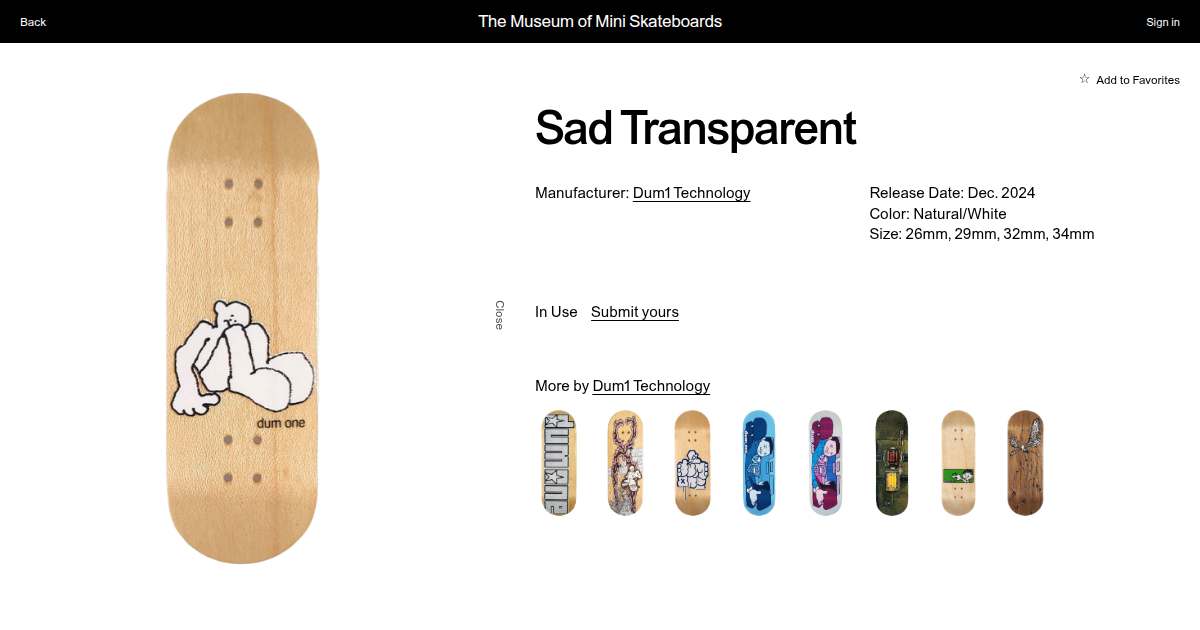 Back
The Museum of Mini Skateboards
Sign in
☆ Add to Favorites
Sad Transparent
Manufacturer: Dum1 Technology
Release Date: Dec. 2024
Color: Natural/White
Size: 26mm, 29mm, 32mm, 34mm
dum one
Close
In Use Submit yours
More by Dum1 Technology
dumone